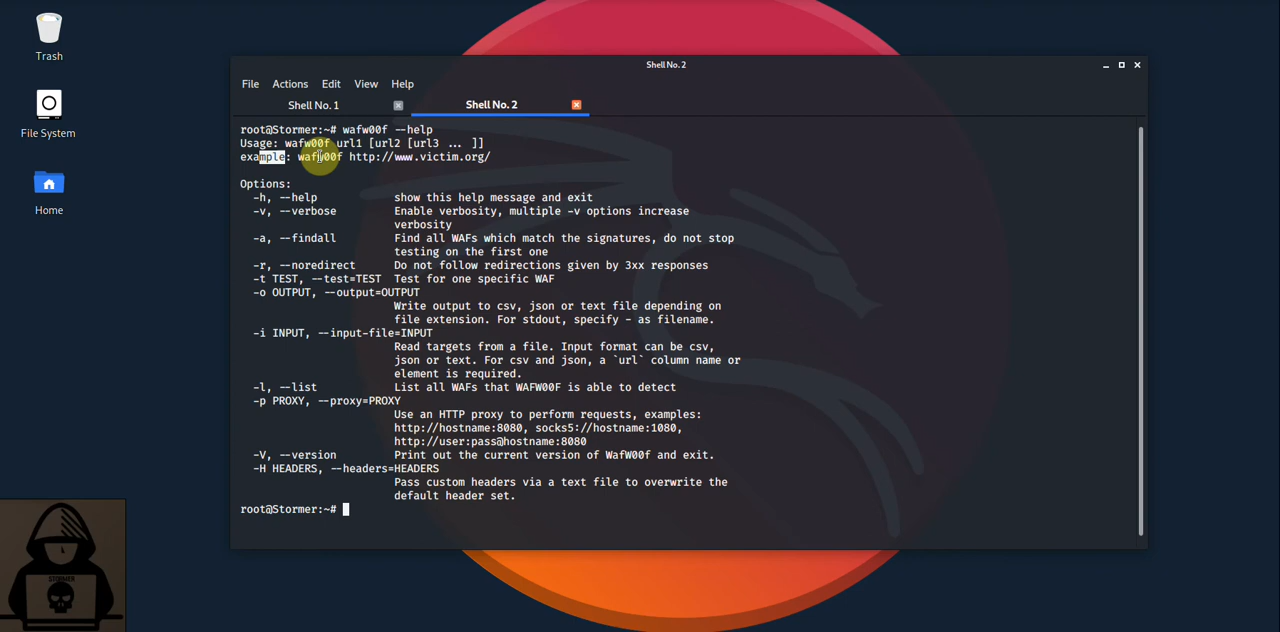 Trash
File System
Home
Shell No. 2
File Actions Edit View Help
Shell No. 1
Shell No. 2
root@Stormer:~# wafw00f --help
Usage: wafw00f url1 [url2 [url3 ... ]]
example: wafw00f http://www.victim.org/
Options:
-h, --help show this help message and exit
-v, --verbose Enable verbosity, multiple -v options increase
verbosity
-a, --findall Find all WAFs which match the signatures, do not stop
testing on the first one
-r, --noredirect Do not follow redirections given by 3xx responses
-t TEST, --test=TEST Test for one specific WAF
-o OUTPUT, --output=OUTPUT
Write output to csv, json or text file depending on
file extension. For stdout, specify - as filename.
-i INPUT, --input-file=INPUT
Read targets from a file. Input format can be csv,
json or text. For csv and json, a `url` column name or
element is required.
-l, --list List all WAFs that WAFW00F is able to detect
-p PROXY, --proxy=PROXY
Use an HTTP proxy to perform requests, examples:
http://hostname:8080, socks5://hostname:1080,
http://user:pass@hostname:8080
-V, --version Print out the current version of WafW00f and exit.
-H HEADERS, --headers=HEADERS
Pass custom headers via a text file to overwrite the
default header set.
root@Stormer:~#
STORMER